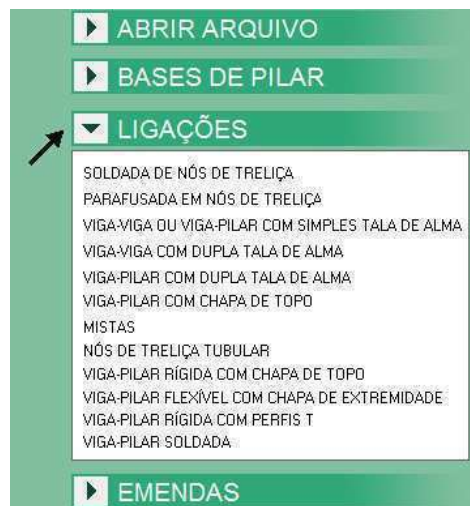 ABRIR ARQUIVO
BASES DE PILAR
LIGAÇÕES
SOLDADA DE NÓS DE TRELIÇA
PARAFUSADA EM NÓS DE TRELIÇA
VIGA-VIGA OU VIGA-PILAR COM SIMPLES TALA DE ALMA
VIGA-VIGA COM DUPLA TALA DE ALMA
VIGA-PILAR COM DUPLA TALA DE ALMA
VIGA-PILAR COM CHAPA DE TOPO
MISTAS
NÓS DE TRELIÇA TUBULAR
VIGA-PILAR RÍGIDA COM CHAPA DE TOPO
VIGA-PILAR FLEXÍVEL COM CHAPA DE EXTREMIDADE
VIGA-PILAR RÍGIDA COM PERFIS T
VIGA-PILAR SOLDADA
EMENDAS